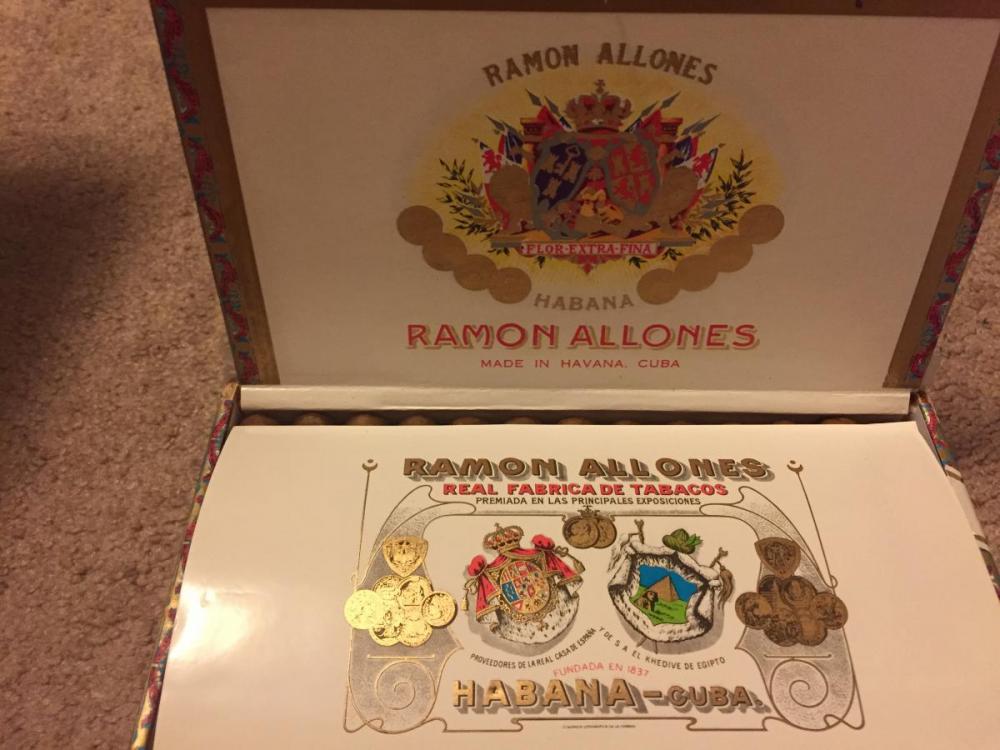 RAMON ALLONES
FLOR-EXTRA-FINA
HABANA
RAMON ALLONES
MADE IN HAVANA. CUBA
RAMON ALLONES
REAL FABRICA DE TABACOS
PREMIADA EN LAS PRINCIPALES EXPOSICIONES
PROVEEDORES DE LA REAL CASA DE ESPAÑA
Y DE S A EL KHEDIVE DE EGIPTO
FUNDADA EN 1837
HABANA-CUBA.